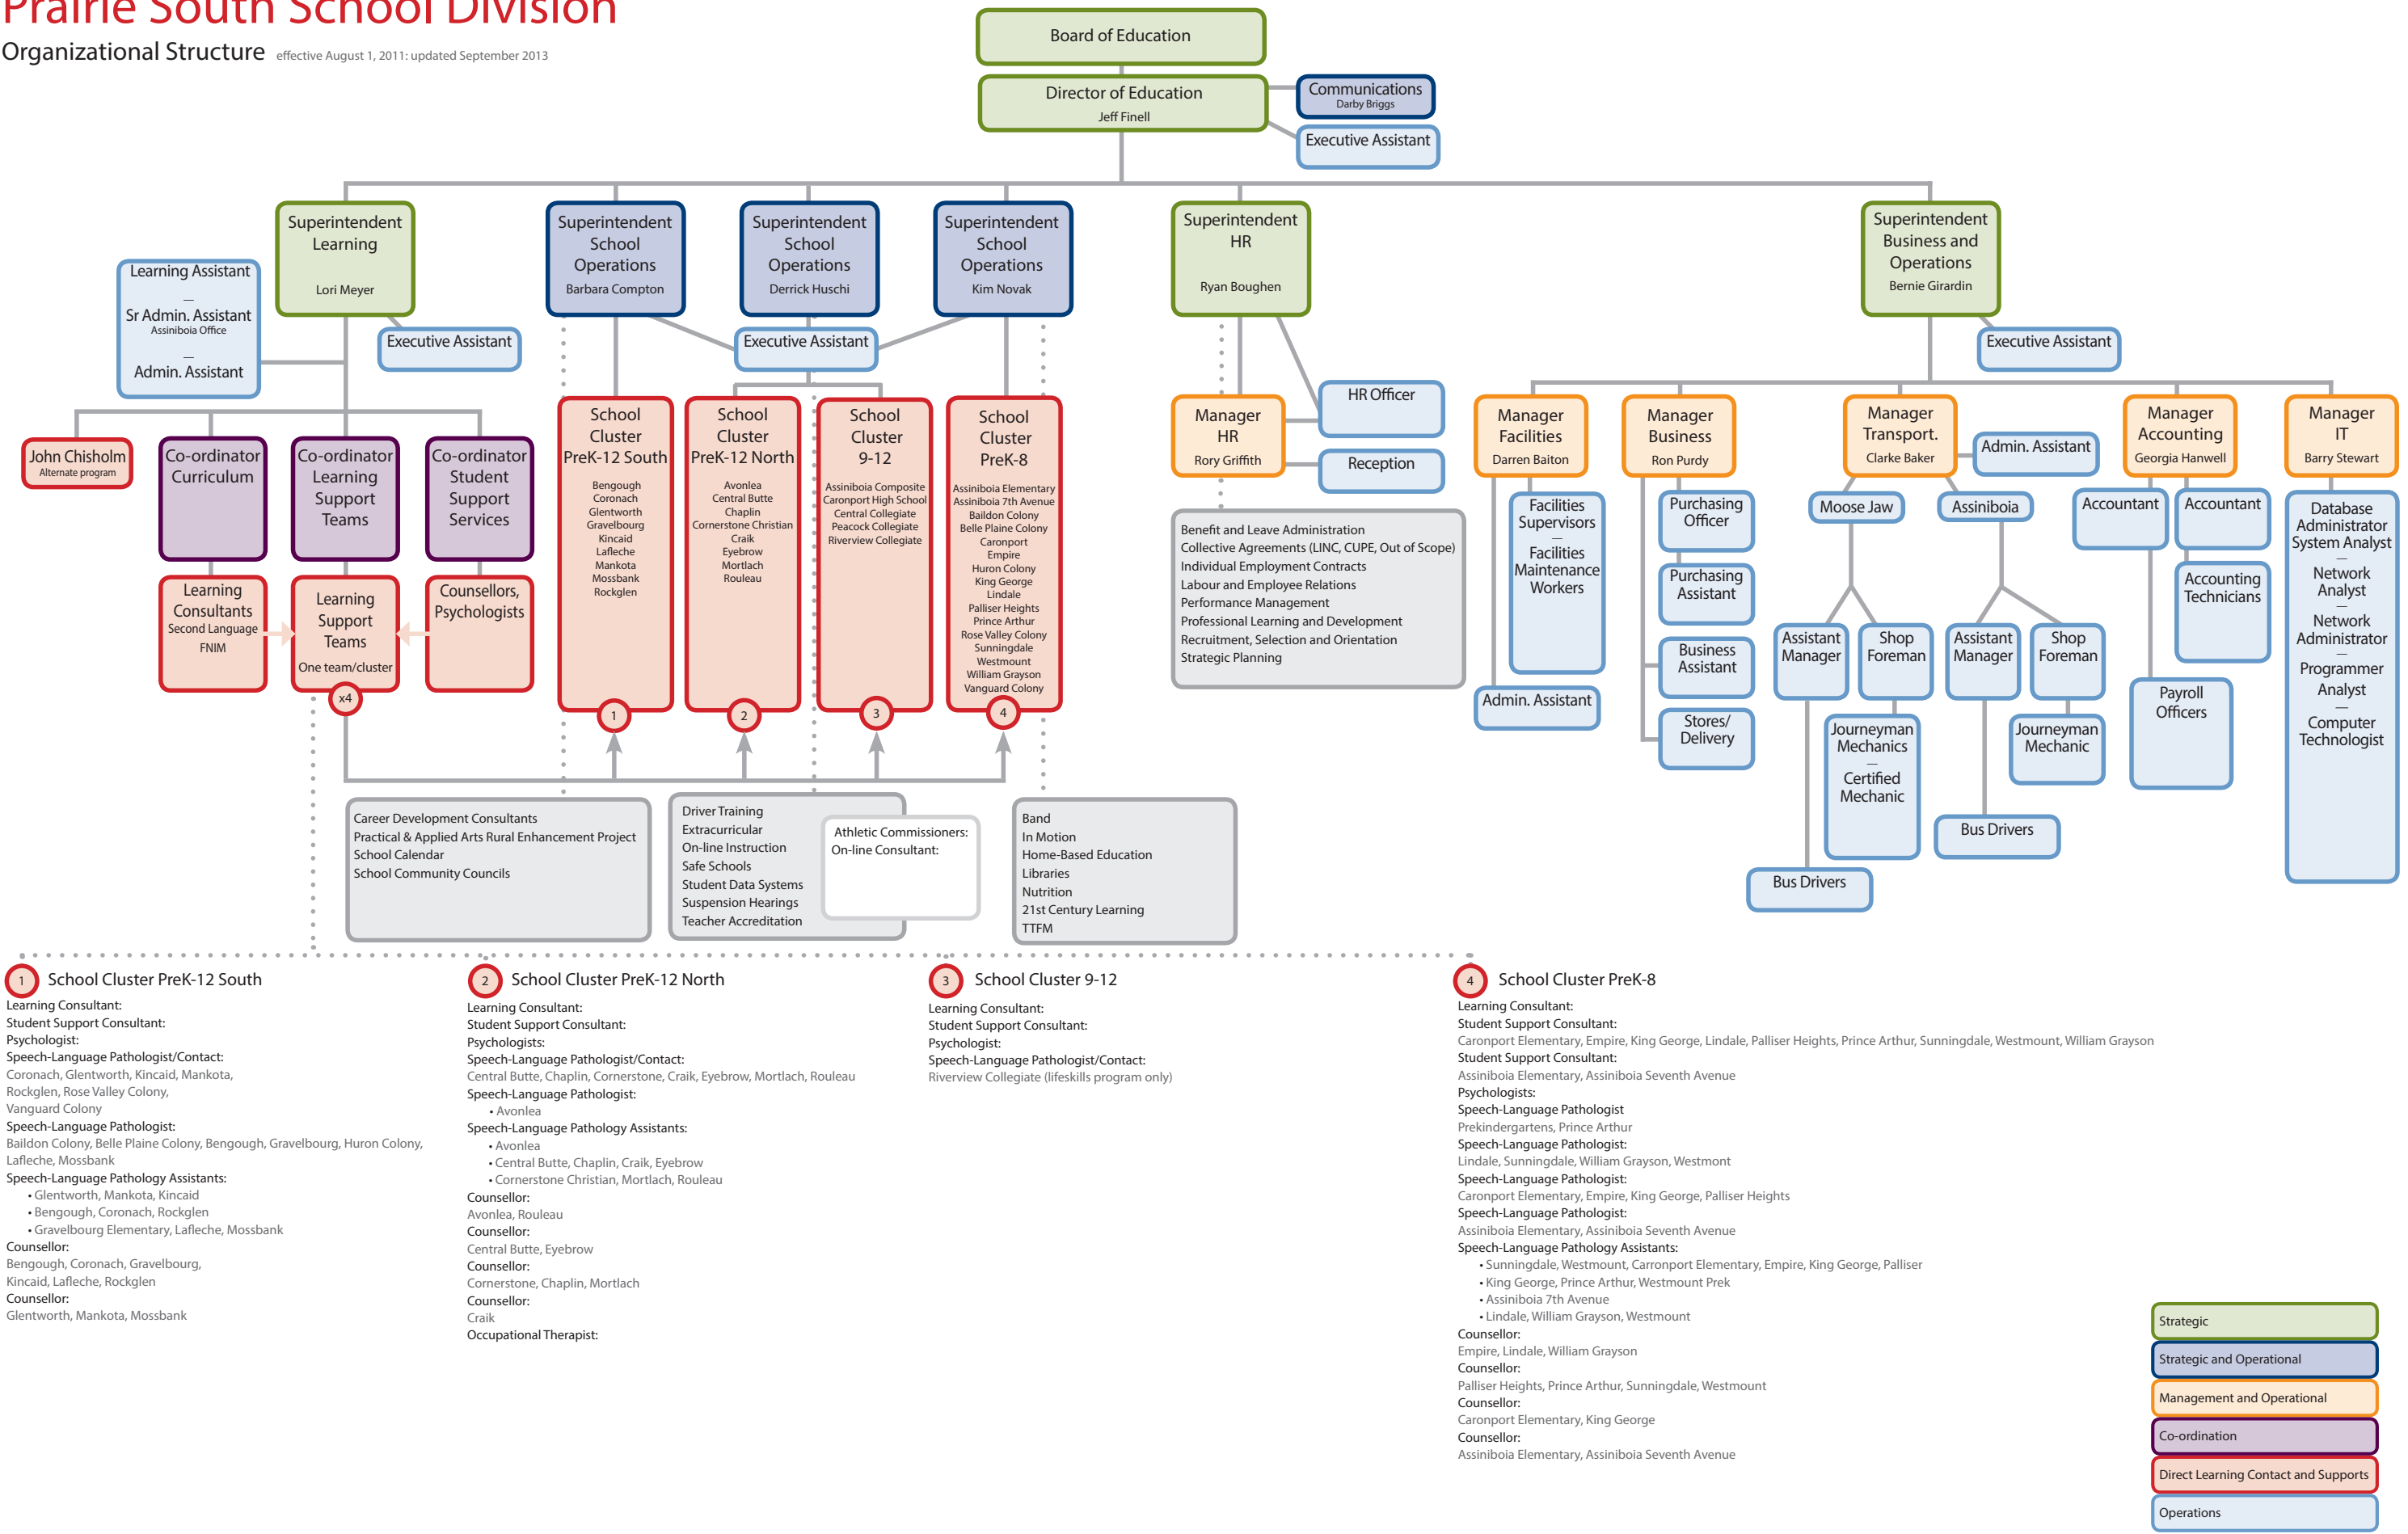 Prairie South School Division
Organizational Structure effective August 1, 2011: updated September 2013
Board of Education
Director of Education
Jeff Finell
Communications
Darby Briggs
Executive Assistant
Superintendent
Learning
Lori Meyer
Superintendent
School
Operations
Barbara Compton
Superintendent
School
Operations
Derrick Huschi
Superintendent
School
Operations
Kim Novak
Superintendent
HR
Ryan Boughen
Superintendent
Business and
Operations
Bernie Girardin
Learning Assistant
—
Sr Admin. Assistant
Assiniboia Office
—
Admin. Assistant
Executive Assistant
Executive Assistant
Executive Assistant
John Chisholm
Alternate program
Co-ordinator
Curriculum
Co-ordinator
Learning
Support
Teams
Co-ordinator
Student
Support
Services
Learning
Consultants
Second Language
FNIM
Learning
Support
Teams
One team/cluster
x4
Counsellors,
Psychologists
School
Cluster
PreK-12 South
Bengough
Coronach
Glentworth
Gravelbourg
Kincaid
Lafleche
Mankota
Mossbank
Rockglen
1
School
Cluster
PreK-12 North
Avonlea
Central Butte
Chaplin
Cornerstone Christian
Craik
Eyebrow
Mortlach
Rouleau
2
School
Cluster
9-12
Assiniboia Composite
Caronport High School
Central Collegiate
Peacock Collegiate
Riverview Collegiate
3
School
Cluster
PreK-8
Assiniboia Elementary
Assiniboia 7th Avenue
Baildon Colony
Belle Plaine Colony
Caronport
Empire
Huron Colony
King George
Lindale
Palliser Heights
Prince Arthur
Rose Valley Colony
Sunningdale
Westmount
William Grayson
Vanguard Colony
4
Manager
HR
Rory Griffith
HR Officer
Reception
Benefit and Leave Administration
Collective Agreements (LINC, CUPE, Out of Scope)
Individual Employment Contracts
Labour and Employee Relations
Performance Management
Professional Learning and Development
Recruitment, Selection and Orientation
Strategic Planning
Manager
Facilities
Darren Baiton
Facilities
Supervisors
—
Facilities
Maintenance
Workers
Admin. Assistant
Manager
Business
Ron Purdy
Purchasing
Officer
Purchasing
Assistant
Business
Assistant
Stores/
Delivery
Manager
Transport.
Clarke Baker
Admin. Assistant
Moose Jaw
Assiniboia
Assistant
Manager
Shop
Foreman
Assistant
Manager
Shop
Foreman
Journeyman
Mechanics
—
Certified
Mechanic
Journeyman
Mechanic
Bus Drivers
Bus Drivers
Manager
Accounting
Georgia Hanwell
Accountant
Accountant
Accounting
Technicians
Payroll
Officers
Manager
IT
Barry Stewart
Database
Administrator
System Analyst
—
Network
Analyst
—
Network
Administrator
—
Programmer
Analyst
—
Computer
Technologist
Career Development Consultants
Practical & Applied Arts Rural Enhancement Project
School Calendar
School Community Councils
Driver Training
Extracurricular
On-line Instruction
Safe Schools
Student Data Systems
Suspension Hearings
Teacher Accreditation
Athletic Commissioners:
On-line Consultant:
Band
In Motion
Home-Based Education
Libraries
Nutrition
21st Century Learning
TTFM
1 School Cluster PreK-12 South
Learning Consultant:
Student Support Consultant:
Psychologist:
Speech-Language Pathologist/Contact:
Coronach, Glentworth, Kincaid, Mankota,
Rockglen, Rose Valley Colony,
Vanguard Colony
Speech-Language Pathologist:
Baildon Colony, Belle Plaine Colony, Bengough, Gravelbourg, Huron Colony,
Lafleche, Mossbank
Speech-Language Pathology Assistants:
• Glentworth, Mankota, Kincaid
• Bengough, Coronach, Rockglen
• Gravelbourg Elementary, Lafleche, Mossbank
Counsellor:
Bengough, Coronach, Gravelbourg,
Kincaid, Lafleche, Rockglen
Counsellor:
Glentworth, Mankota, Mossbank
2 School Cluster PreK-12 North
Learning Consultant:
Student Support Consultant:
Psychologists:
Speech-Language Pathologist/Contact:
Central Butte, Chaplin, Cornerstone, Craik, Eyebrow, Mortlach, Rouleau
Speech-Language Pathologist:
• Avonlea
Speech-Language Pathology Assistants:
• Avonlea
• Central Butte, Chaplin, Craik, Eyebrow
• Cornerstone Christian, Mortlach, Rouleau
Counsellor:
Avonlea, Rouleau
Counsellor:
Central Butte, Eyebrow
Counsellor:
Cornerstone, Chaplin, Mortlach
Counsellor:
Craik
Occupational Therapist:
3 School Cluster 9-12
Learning Consultant:
Student Support Consultant:
Psychologist:
Speech-Language Pathologist/Contact:
Riverview Collegiate (lifeskills program only)
4 School Cluster PreK-8
Learning Consultant:
Student Support Consultant:
Caronport Elementary, Empire, King George, Lindale, Palliser Heights, Prince Arthur, Sunningdale, Westmount, William Grayson
Student Support Consultant:
Assiniboia Elementary, Assiniboia Seventh Avenue
Psychologists:
Speech-Language Pathologist
Prekindergartens, Prince Arthur
Speech-Language Pathologist:
Lindale, Sunningdale, William Grayson, Westmont
Speech-Language Pathologist:
Caronport Elementary, Empire, King George, Palliser Heights
Speech-Language Pathologist:
Assiniboia Elementary, Assiniboia Seventh Avenue
Speech-Language Pathology Assistants:
• Sunningdale, Westmount, Carronport Elementary, Empire, King George, Palliser
• King George, Prince Arthur, Westmount Prek
• Assiniboia 7th Avenue
• Lindale, William Grayson, Westmount
Counsellor:
Empire, Lindale, William Grayson
Counsellor:
Palliser Heights, Prince Arthur, Sunningdale, Westmount
Counsellor:
Caronport Elementary, King George
Counsellor:
Assiniboia Elementary, Assiniboia Seventh Avenue
Strategic
Strategic and Operational
Management and Operational
Co-ordination
Direct Learning Contact and Supports
Operations